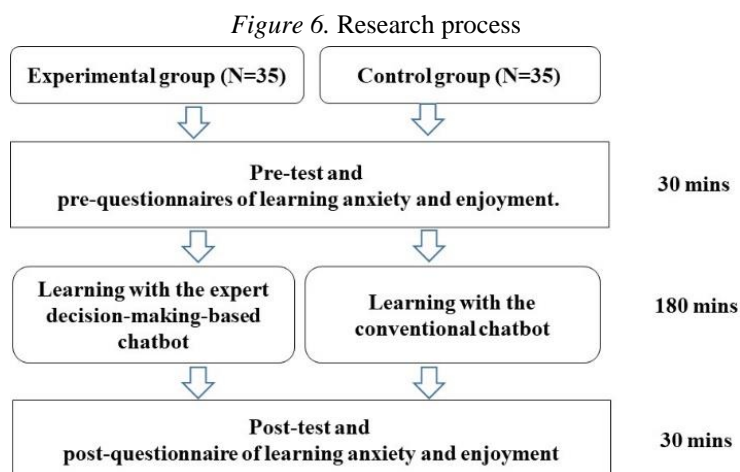 Figure 6. Research process
Experimental group (N=35)
Control group (N=35)
Pre-test and
pre-questionnaires of learning anxiety and enjoyment.
30 mins
Learning with the expert
decision-making-based
chatbot
Learning with the
conventional chatbot
180 mins
Post-test and
post-questionnaire of learning anxiety and enjoyment
30 mins